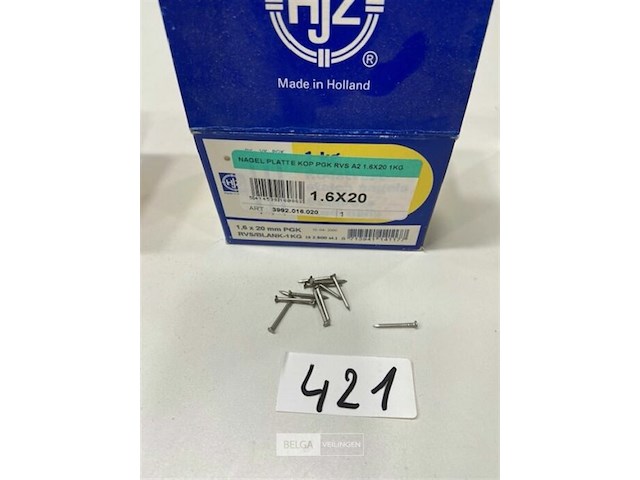 HJZ
®
Made in Holland
NAGEL PLATTE KOP PGK RVS A2 1.6X20 1KG
1.6X20
ART 3992.016.020 1
1,6 x 20 mm PGK
RVS/BLANK-1KG
421
BELGA VEILINGEN